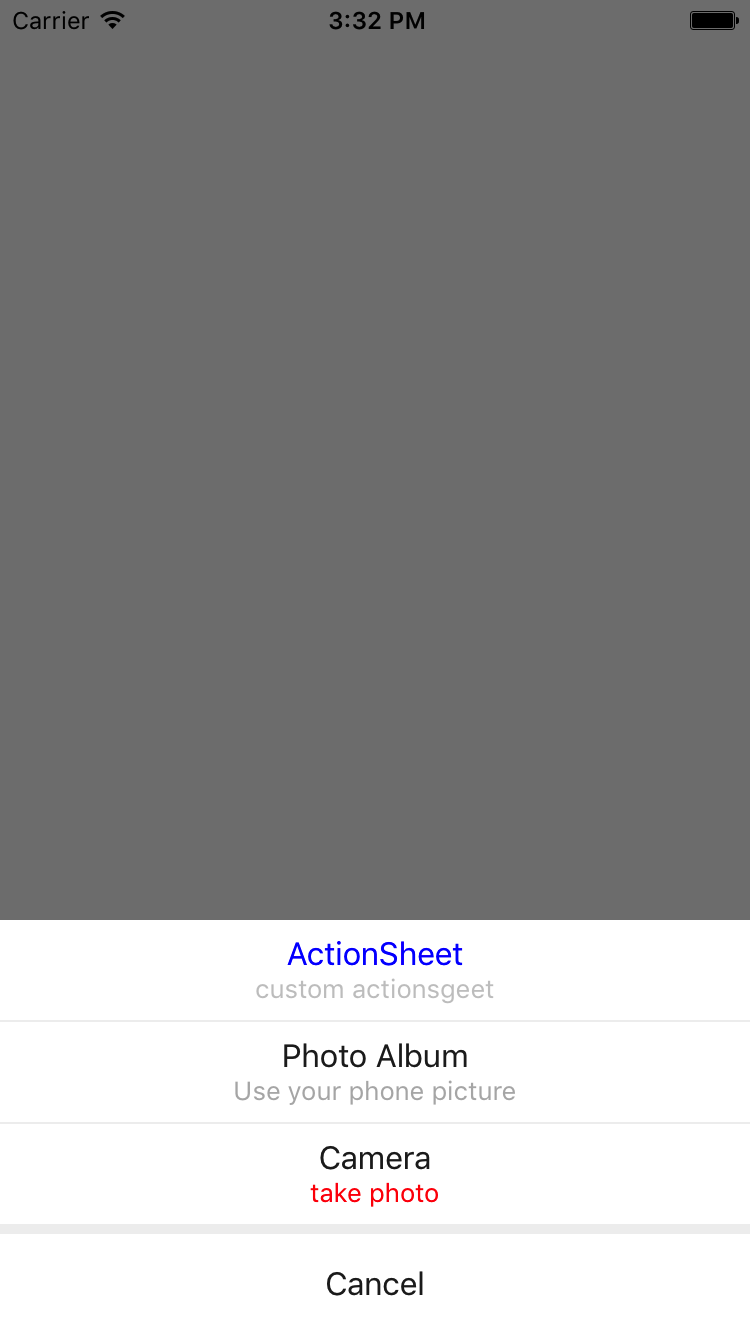 Carrier 3:32 PM
ActionSheet
custom actionsgeet
Photo Album
Use your phone picture
Camera
take photo
Cancel